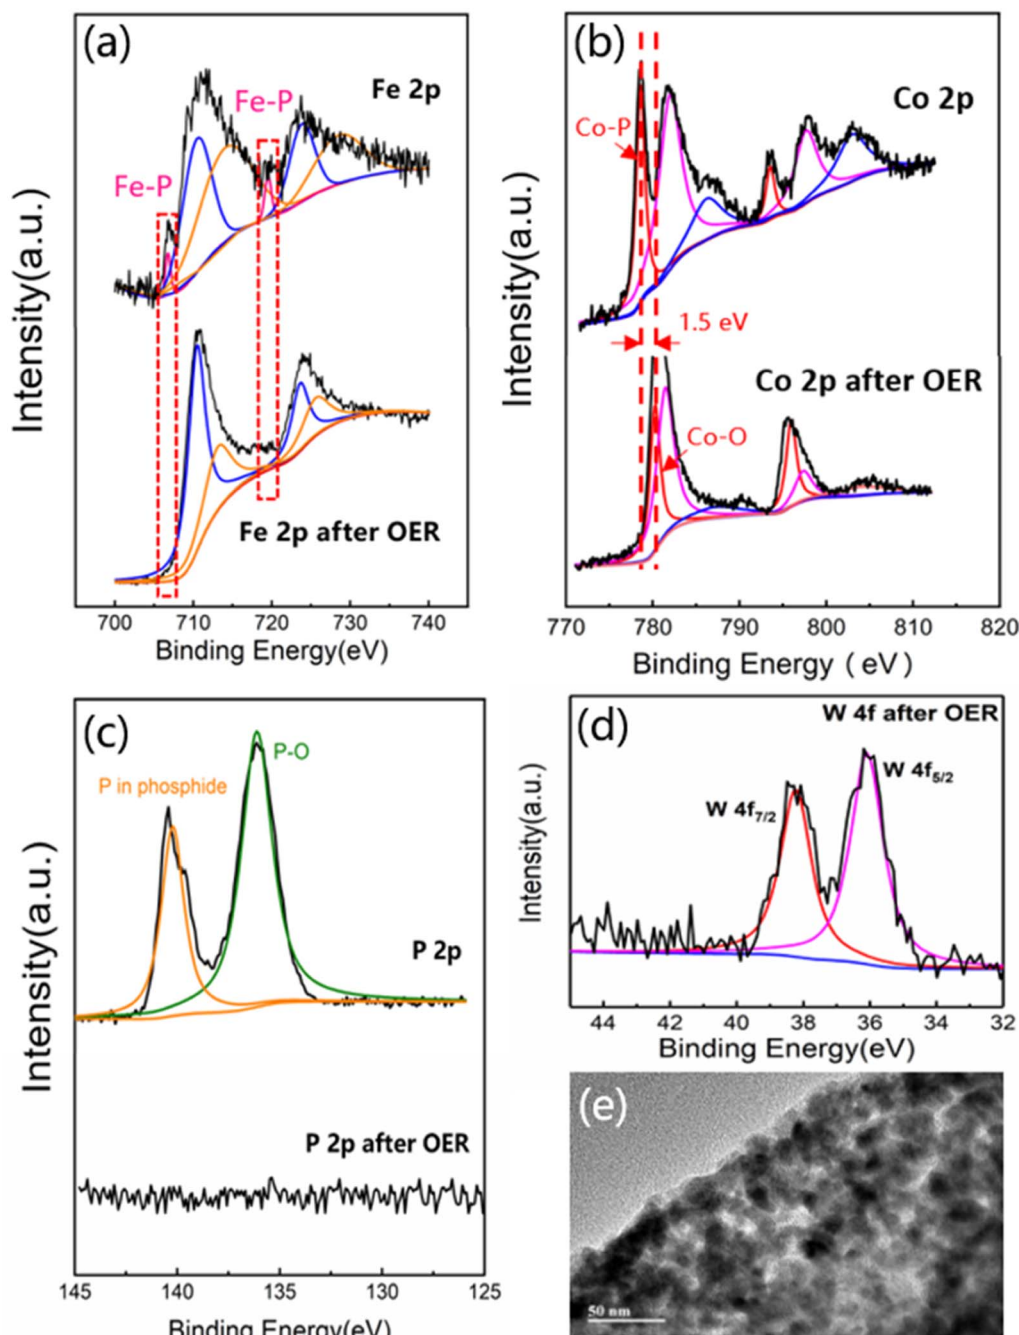 (a)
Fe 2p
Fe-P
Fe-P
Fe 2p after OER
Intensity(a.u.)
700 710 720 730 740
Binding Energy(eV)
(b)
Co 2p
Co-P
1.5 eV
Co 2p after OER
Co-O
Intensity(a.u.)
770 780 790 800 810 820
Binding Energy (eV)
(c)
P-O
P in phosphide
P 2p
P 2p after OER
Intensity(a.u.)
145 140 135 130 125
Binding Energy(eV)
(d)
W 4f after OER
W 4f5/2
W 4f7/2
Intensity(a.u.)
44 42 40 38 36 34 32
Binding Energy(eV)
(e)
50 nm